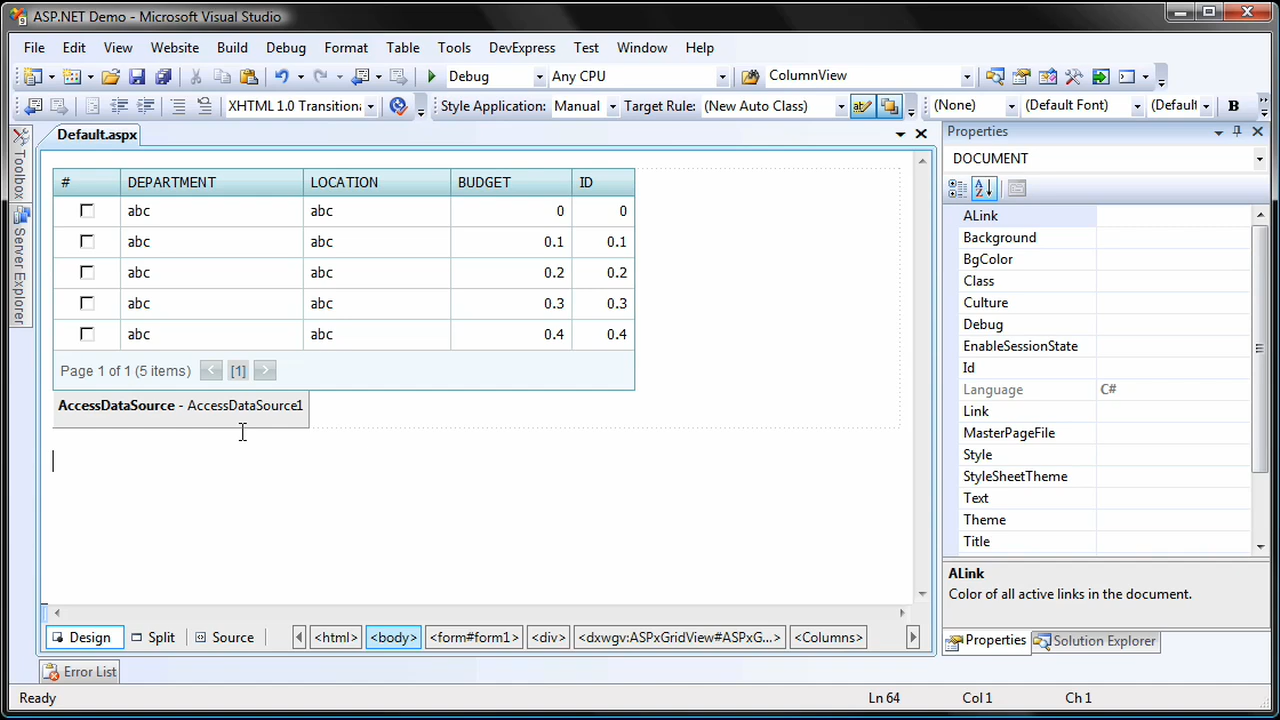 ASP.NET Demo - Microsoft Visual Studio
File Edit View Website Build Debug Format Table Tools DevExpress Test Window Help
Debug Any CPU ColumnView
XHTML 1.0 Transition Style Application: Manual Target Rule: (New Auto Class) (None) (Default Font) (Default B
Toolbox
Server Explorer
Default.aspx
# DEPARTMENT LOCATION BUDGET ID
abc abc 0 0
abc abc 0.1 0.1
abc abc 0.2 0.2
abc abc 0.3 0.3
abc abc 0.4 0.4
Page 1 of 1 (5 items) < [1] >
AccessDataSource - AccessDataSource1
Design Split Source <html> <body> <form#form1> <div> <dxwgv:ASPxGridView#ASPxG...> <Columns>
Properties
DOCUMENT
ALink
Background
BgColor
Class
Culture
Debug
EnableSessionState
Id
Language C#
Link
MasterPageFile
Style
StyleSheetTheme
Text
Theme
Title
ALink
Color of all active links in the document.
Properties Solution Explorer
Error List
Ready Ln 64 Col 1 Ch 1